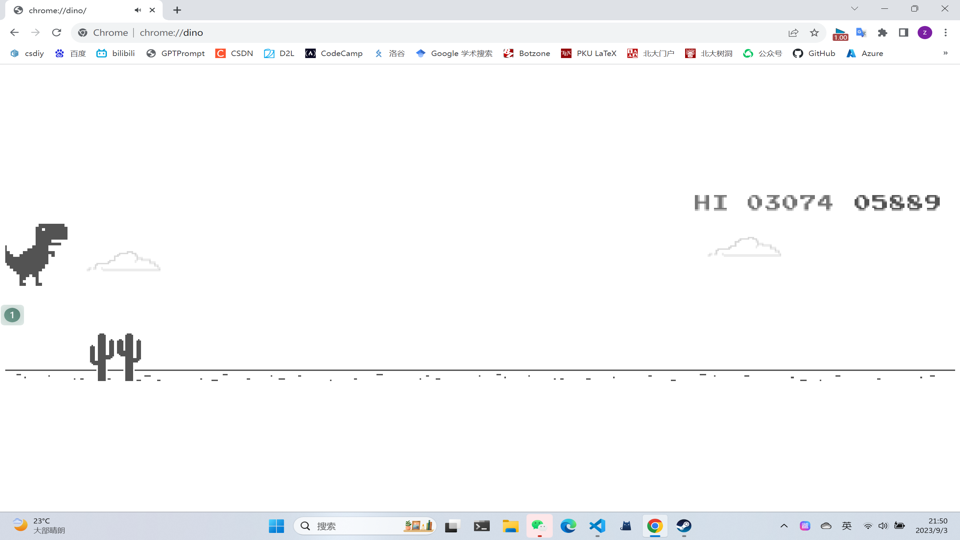 chrome://dino/
Chrome | chrome://dino
1.00
z
csdiy 百度 bilibili GPTPrompt CSDN D2L CodeCamp 洛谷 Google 学术搜索 Botzone PKU LaTeX 北大门户 北大树洞 公众号 GitHub Azure »
HI 03074 05889
1
23°C
大部晴朗
搜索
英
21:50
2023/9/3